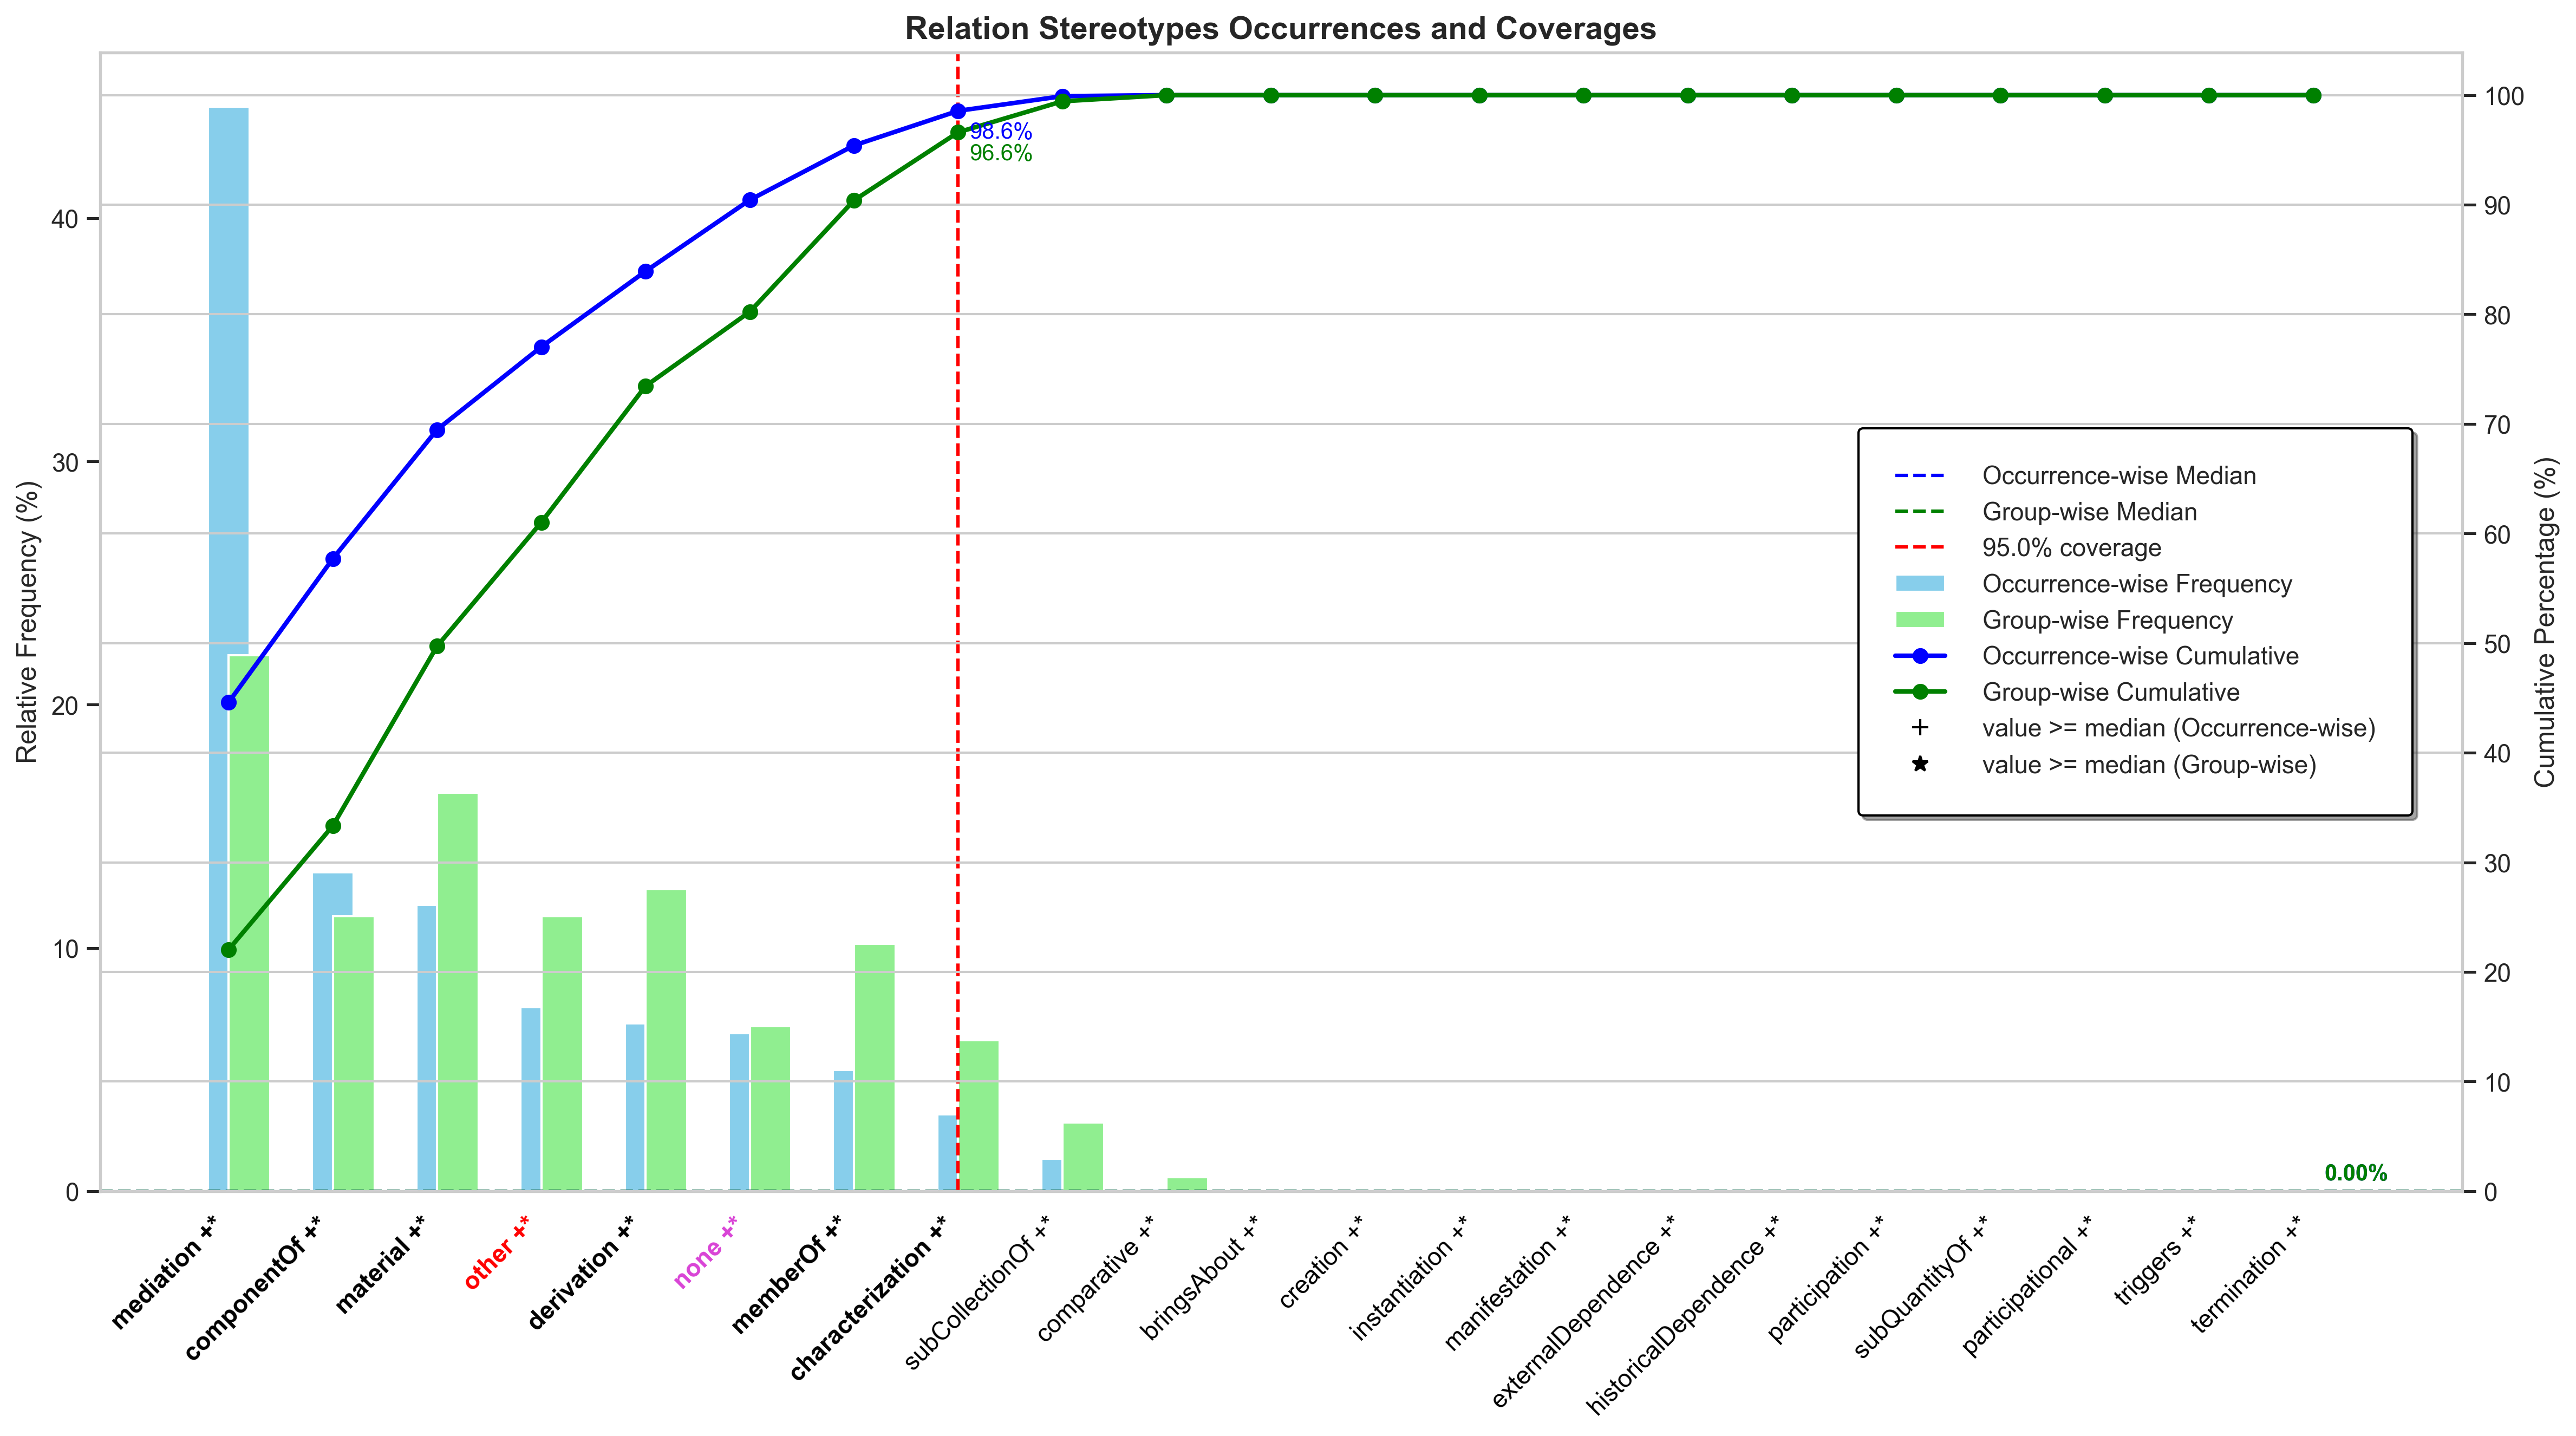 Relation Stereotypes Occurrences and Coverages
Relative Frequency (%)
0
10
20
30
40
Cumulative Percentage (%)
0
10
20
30
40
50
60
70
80
90
100
98.6%
96.6%
0.00%
Occurrence-wise Median
Group-wise Median
95.0% coverage
Occurrence-wise Frequency
Group-wise Frequency
Occurrence-wise Cumulative
Group-wise Cumulative
value >= median (Occurrence-wise)
value >= median (Group-wise)
mediation +*
componentOf +*
material +*
other +*
derivation +*
none +*
memberOf +*
characterization +*
subCollectionOf +*
comparative +*
bringsAbout +*
creation +*
instantiation +*
manifestation +*
externalDependence +*
historicalDependence +*
participation +*
subQuantityOf +*
participational +*
triggers +*
termination +*